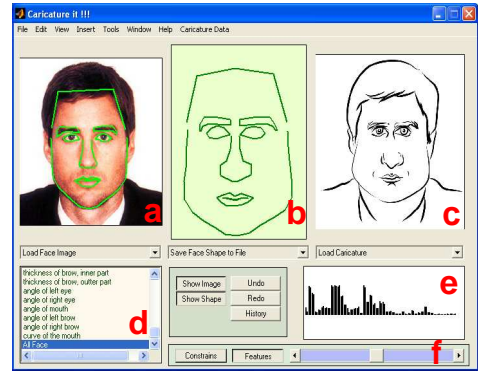 Caricature it !!!
File Edit View Insert Tools Window Help Caricature Data
a
b
c
Load Face Image
Save Face Shape to File
Load Caricature
thickness of brow, inner part
thickness of brow, outer part
angle of left eye
angle of right eye
angle of mouth
angle of left brow
angle of right brow
curve of the mouth
All Face
d
Show Image
Undo
Show Shape
Redo
History
e
Constrains
Features
f